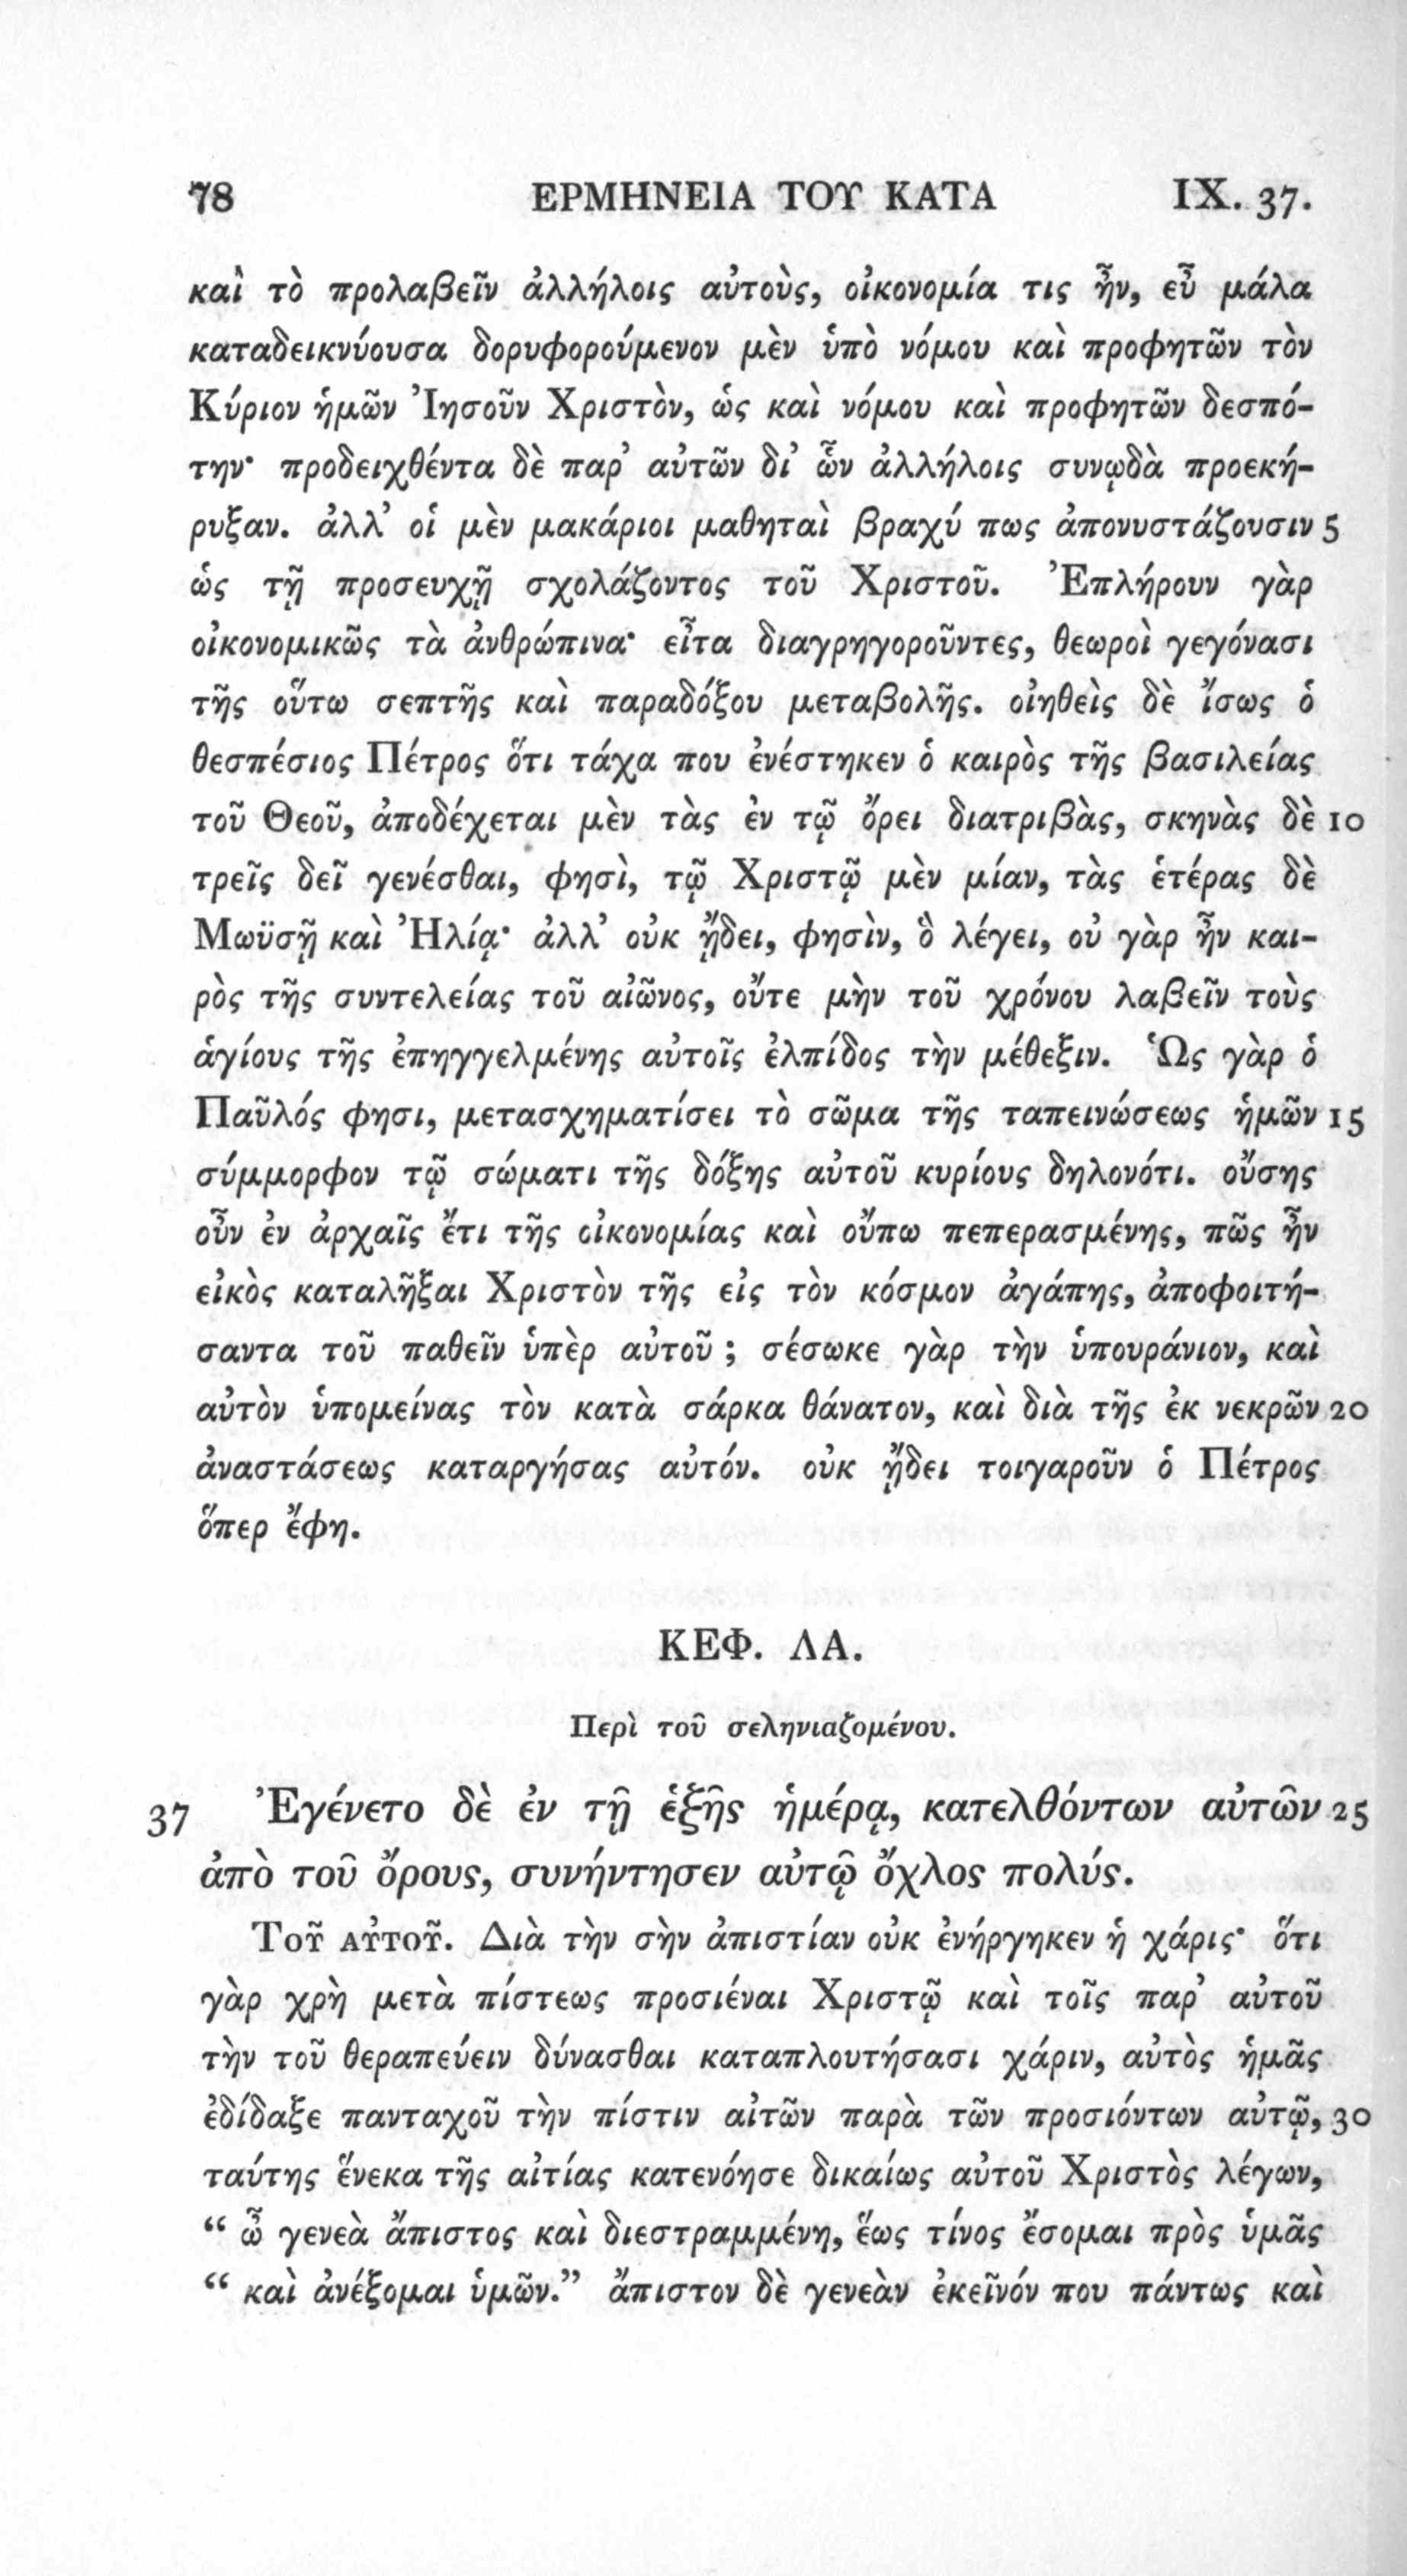 78 ΕΡΜΗΝΕΙΑ ΤΟΥ ΚΑΤΑ IX. 37.
καὶ τὸ προλαβεῖν ἀλλήλοις αὐτοὺς, οἰκονομία τις ἦν, εὖ μάλα
καταδεικνύουσα δορυφορούμενον μὲν ὑπὸ νόμου καὶ προφητῶν τὸν
Κύριον ἡμῶν Ἰησοῦν Χριστὸν, ὡς καὶ νόμου καὶ προφητῶν δεσπό-
την· προδειχθέντα δὲ παρ’ αὐτῶν δι’ ὧν ἀλλήλοις συνῳδὰ προεκή-
ρυξαν. ἀλλ’ οἱ μὲν μακάριοι μαθηταὶ βραχύ πως ἀπονυστάζουσιν 5
ὡς τῇ προσευχῇ σχολάζοντος τοῦ Χριστοῦ. Ἐπλήρουν γὰρ
οἰκονομικῶς τὰ ἀνθρώπινα· εἶτα διαγρηγοροῦντες, θεωροὶ γεγόνασι
τῆς οὕτω σεπτῆς καὶ παραδόξου μεταβολῆς. οἰηθεὶς δὲ ἴσως ὁ
θεσπέσιος Πέτρος ὅτι τάχα που ἐνέστηκεν ὁ καιρὸς τῆς βασιλείας
τοῦ Θεοῦ, ἀποδέχεται μὲν τὰς ἐν τῷ ὄρει διατριβὰς, σκηνὰς δὲ 10
τρεῖς δεῖ γενέσθαι, φησὶ, τῷ Χριστῷ μὲν μίαν, τὰς ἑτέρας δὲ
Μωϋσῇ καὶ Ἠλίᾳ· ἀλλ’ οὐκ ᾔδει, φησὶν, ὃ λέγει, οὐ γὰρ ἦν και-
ρὸς τῆς συντελείας τοῦ αἰῶνος, οὔτε μὴν τοῦ χρόνου λαβεῖν τοὺς
ἁγίους τῆς ἐπηγγελμένης αὐτοῖς ἐλπίδος τὴν μέθεξιν. Ὡς γὰρ ὁ
Παῦλός φησι, μετασχηματίσει τὸ σῶμα τῆς ταπεινώσεως ἡμῶν 15
σύμμορφον τῷ σώματι τῆς δόξης αὐτοῦ κυρίους δηλονότι. οὔσης
οὖν ἐν ἀρχαῖς ἔτι τῆς οἰκονομίας καὶ οὔπω πεπερασμένης, πῶς ἦν
εἰκὸς καταλῆξαι Χριστὸν τῆς εἰς τὸν κόσμον ἀγάπης, ἀποφοιτή-
σαντα τοῦ παθεῖν ὑπὲρ αὐτοῦ ; σέσωκε γὰρ τὴν ὑπουράνιον, καὶ
αὐτὸν ὑπομείνας τὸν κατὰ σάρκα θάνατον, καὶ διὰ τῆς ἐκ νεκρῶν 20
ἀναστάσεως καταργήσας αὐτόν. οὐκ ᾔδει τοιγαροῦν ὁ Πέτρος
ὅπερ ἔφη.
ΚΕΦ. ΛΑ.
Περὶ τοῦ σεληνιαζομένου.
37 Ἐγένετο δὲ ἐν τῇ ἑξῆς ἡμέρᾳ, κατελθόντων αὐτῶν 25
ἀπὸ τοῦ ὄρους, συνήντησεν αὐτῷ ὄχλος πολύς.
Τοῦ αὐτοῦ. Διὰ τὴν σὴν ἀπιστίαν οὐκ ἐνήργηκεν ἡ χάρις· ὅτι
γὰρ χρὴ μετὰ πίστεως προσιέναι Χριστῷ καὶ τοῖς παρ’ αὐτοῦ
τὴν τοῦ θεραπεύειν δύνασθαι καταπλουτήσασι χάριν, αὐτὸς ἡμᾶς
ἐδίδαξε πανταχοῦ τὴν πίστιν αἰτῶν παρὰ τῶν προσιόντων αὐτῷ, 30
ταύτης ἕνεκα τῆς αἰτίας κατενόησε δικαίως αὐτοῦ Χριστὸς λέγων,
“ ὦ γενεὰ ἄπιστος καὶ διεστραμμένη, ἕως τίνος ἔσομαι πρὸς ὑμᾶς
“ καὶ ἀνέξομαι ὑμῶν.” ἄπιστον δὲ γενεὰν ἐκεῖνόν που πάντως καὶ